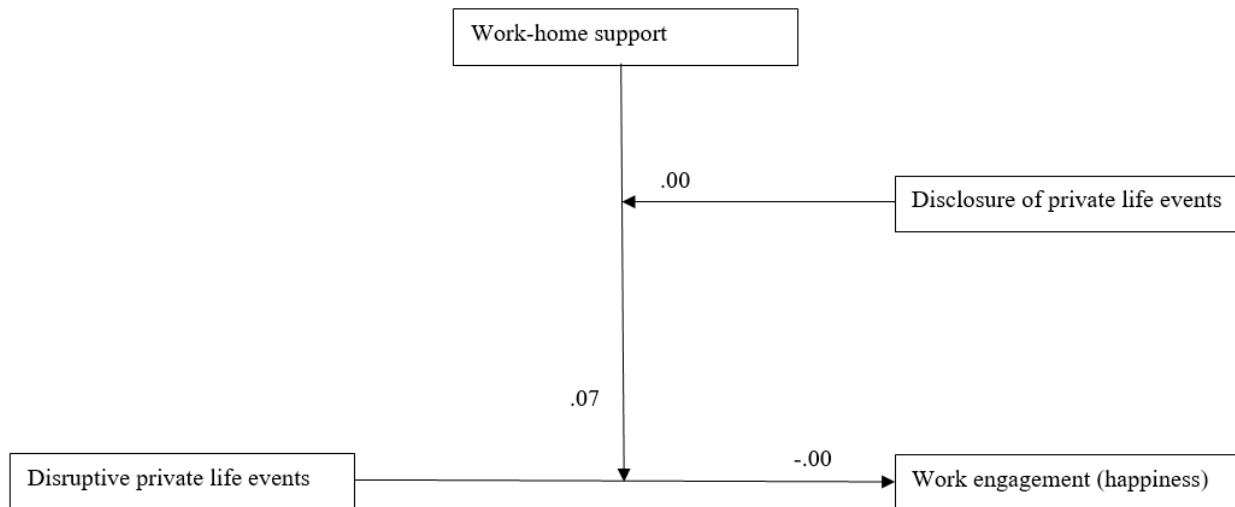 Work-home support
.00
Disclosure of private life events
.07
-.00
Disruptive private life events
Work engagement (happiness)